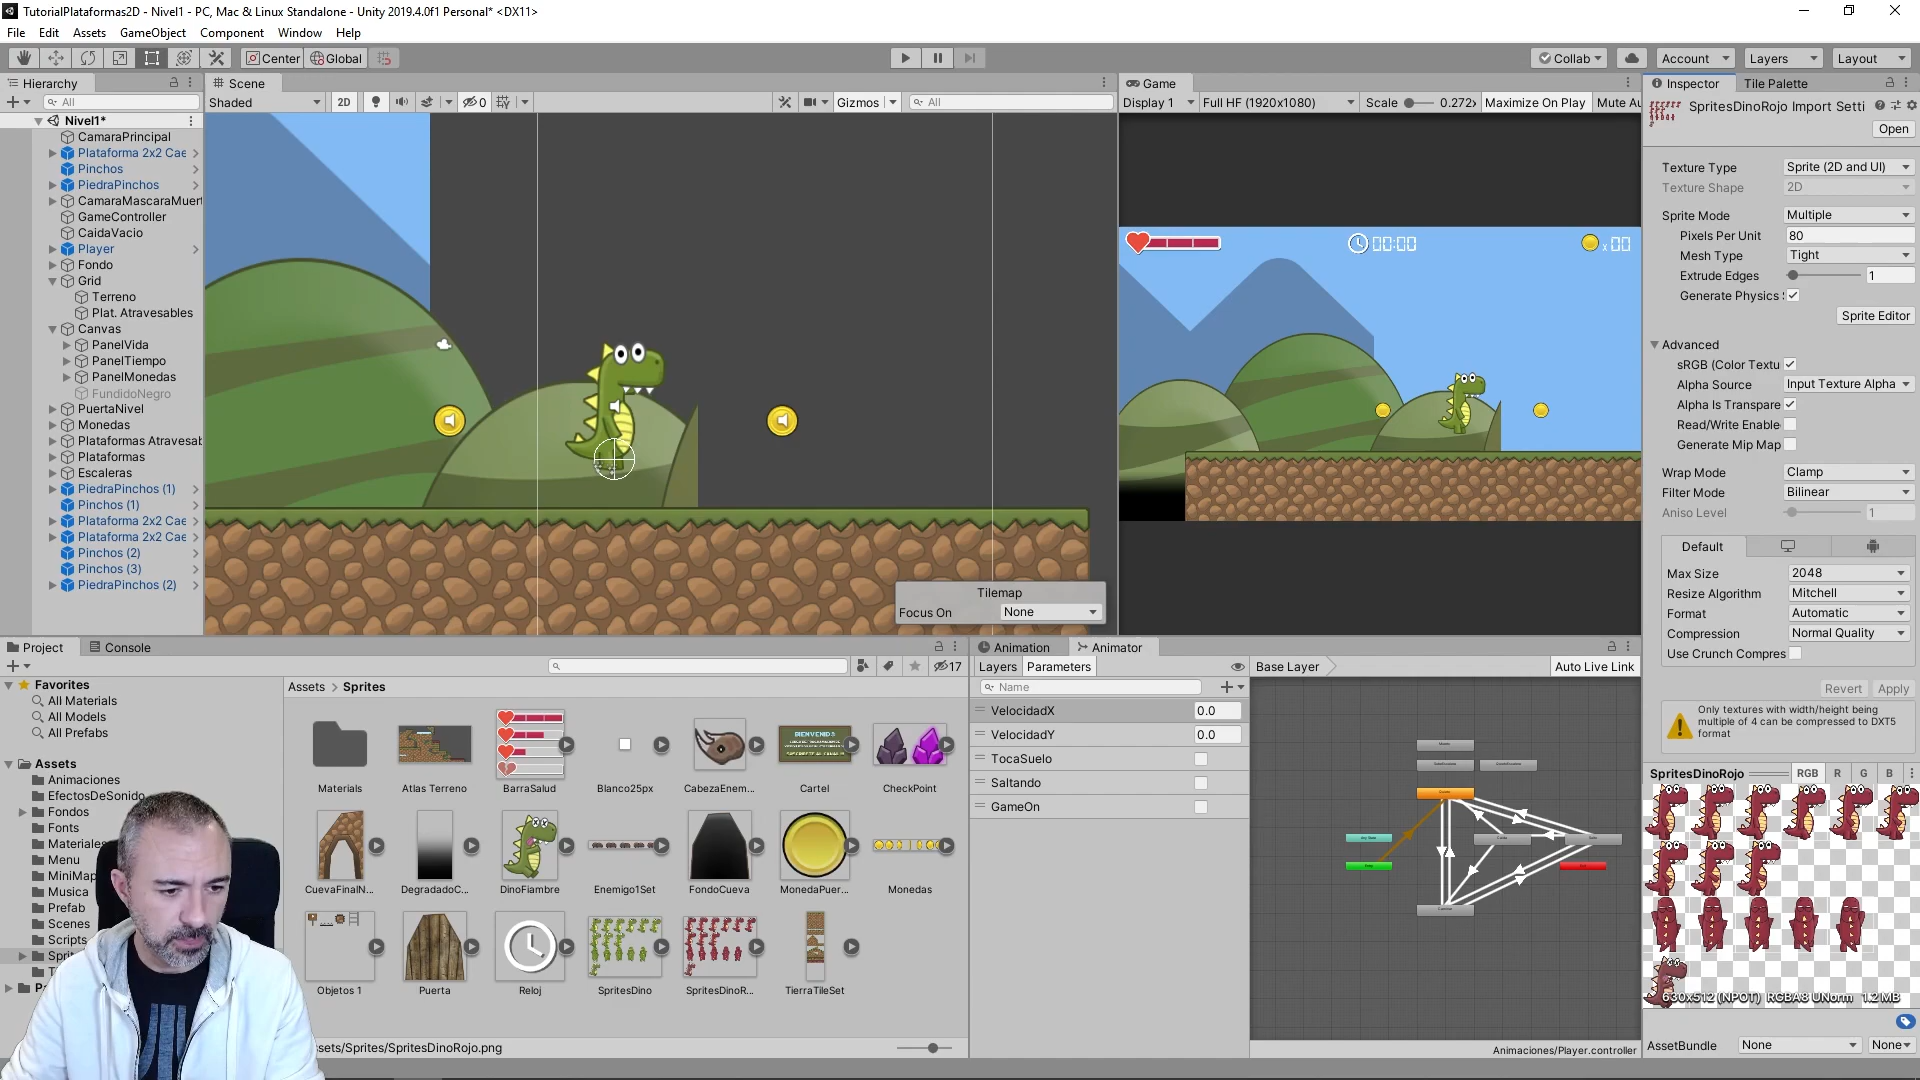 TutorialPlataformas2D - Nivel1 - PC, Mac & Linux Standalone - Unity 2019.4.0f1 Personal* <DX11>
File Edit Assets GameObject Component Window Help
Center Global Collab Account Layers Layout
Hierarchy
All
Nivel1*
CamaraPrincipal
Plataforma 2x2 Cae
Pinchos
PiedraPinchos
CamaraMascaraMuert
GameController
CaidaVacio
Player
Fondo
Grid
Terreno
Plat. Atravesables
Canvas
PanelVida
PanelTiempo
PanelMonedas
FundidoNegro
PuertaNivel
Monedas
Plataformas Atravesab
Plataformas
Escaleras
PiedraPinchos (1)
Pinchos (1)
Plataforma 2x2 Cae
Plataforma 2x2 Cae
Pinchos (2)
Pinchos (3)
PiedraPinchos (2)
Scene
Shaded 2D 0 Gizmos All
Tilemap
Focus On None
Game
Display 1 Full HF (1920x1080) Scale 0.272x Maximize On Play Mute Au
00:00
x 00
Inspector Tile Palette
SpritesDinoRojo Import Setti
Open
Texture Type Sprite (2D and UI)
Texture Shape 2D
Sprite Mode Multiple
Pixels Per Unit 80
Mesh Type Tight
Extrude Edges 1
Generate Physics
Sprite Editor
Advanced
sRGB (Color Textu
Alpha Source Input Texture Alpha
Alpha Is Transpare
Read/Write Enable
Generate Mip Map
Wrap Mode Clamp
Filter Mode Bilinear
Aniso Level 1
Default
Max Size 2048
Resize Algorithm Mitchell
Format Automatic
Compression Normal Quality
Use Crunch Compres
Revert Apply
Only textures with width/height being
multiple of 4 can be compressed to DXT5
format
SpritesDinoRojo RGB R G B
630x512 (NPOT) RGBA8 UNorm 1.2 MB
AssetBundle None None
Project Console
17
Favorites
All Materials
All Models
All Prefabs
Assets
Animaciones
EfectosDeSonido
Fondos
Fonts
Materiales
Menu
MiniMap
Musica
Prefab
Scenes
Scripts
Assets > Sprites
Materials
Atlas Terreno
BarraSalud
Blanco25px
CabezaEnem...
BIENVENID@
Cartel
CheckPoint
CuevaFinalN...
DegradadoC...
DinoFiambre
Enemigo1Set
FondoCueva
MonedaPuer...
Monedas
Objetos 1
Puerta
Reloj
SpritesDino
SpritesDinoR...
TierraTileSet
sets/Sprites/SpritesDinoRojo.png
Animation Animator
Layers Parameters Base Layer Auto Live Link
Name
VelocidadX 0.0
VelocidadY 0.0
TocaSuelo
Saltando
GameOn
Animaciones/Player.controller